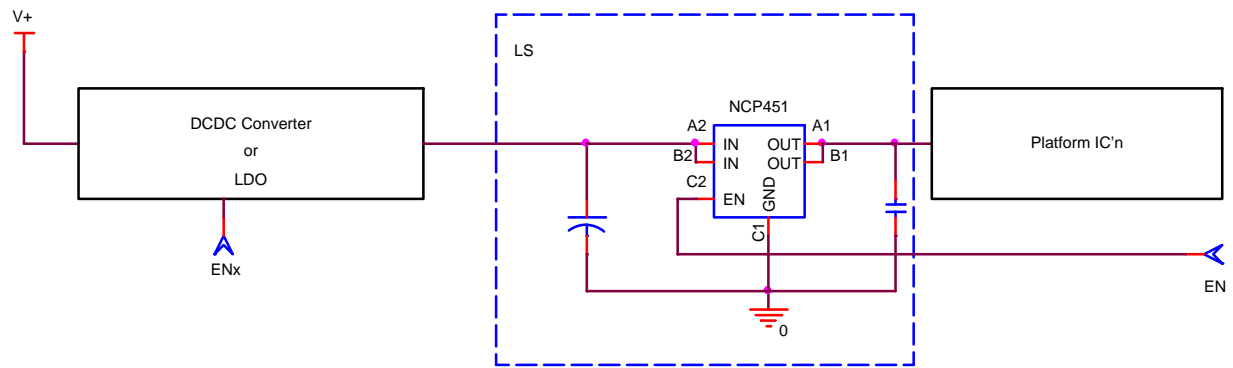 V+
LS
DCDC Converter
or
LDO
ENx
NCP451
A2
B2
C2
IN
IN
EN
OUT
OUT
GND
A1
B1
C1
0
Platform IC'n
EN